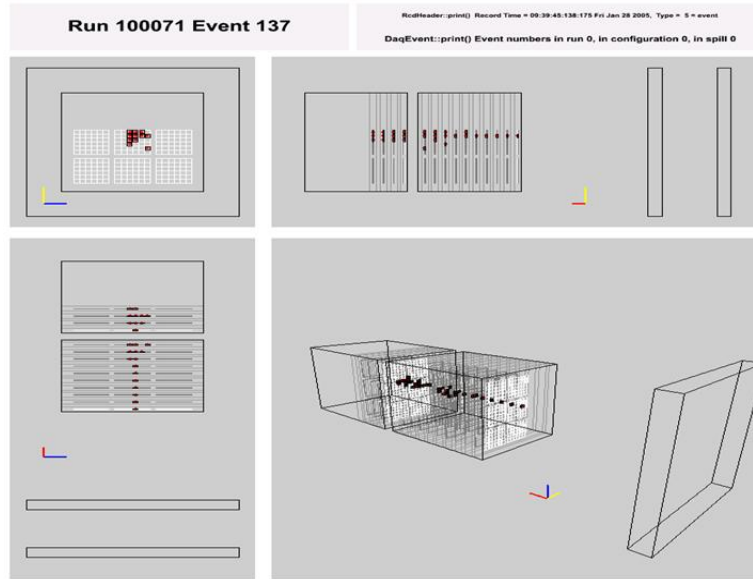 Run 100071 Event 137
RcdHeader::print() Record Time = 09:39:45:138:175 Fri Jan 28 2005, Type = 5 = event
DaqEvent::print() Event numbers in run 0, in configuration 0, in spill 0